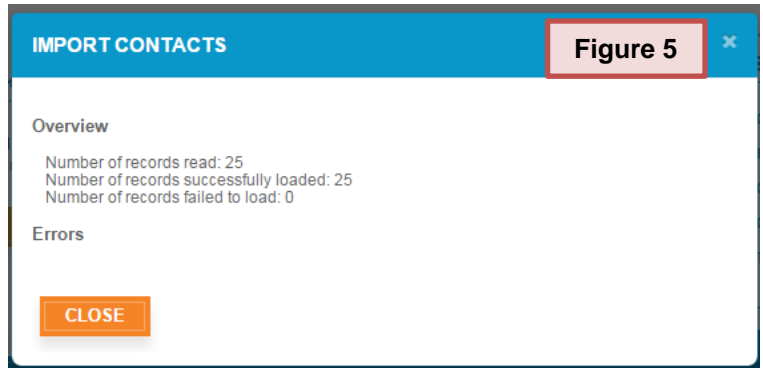 IMPORT CONTACTS
Figure 5
×
Overview
Number of records read: 25
Number of records successfully loaded: 25
Number of records failed to load: 0
Errors
CLOSE